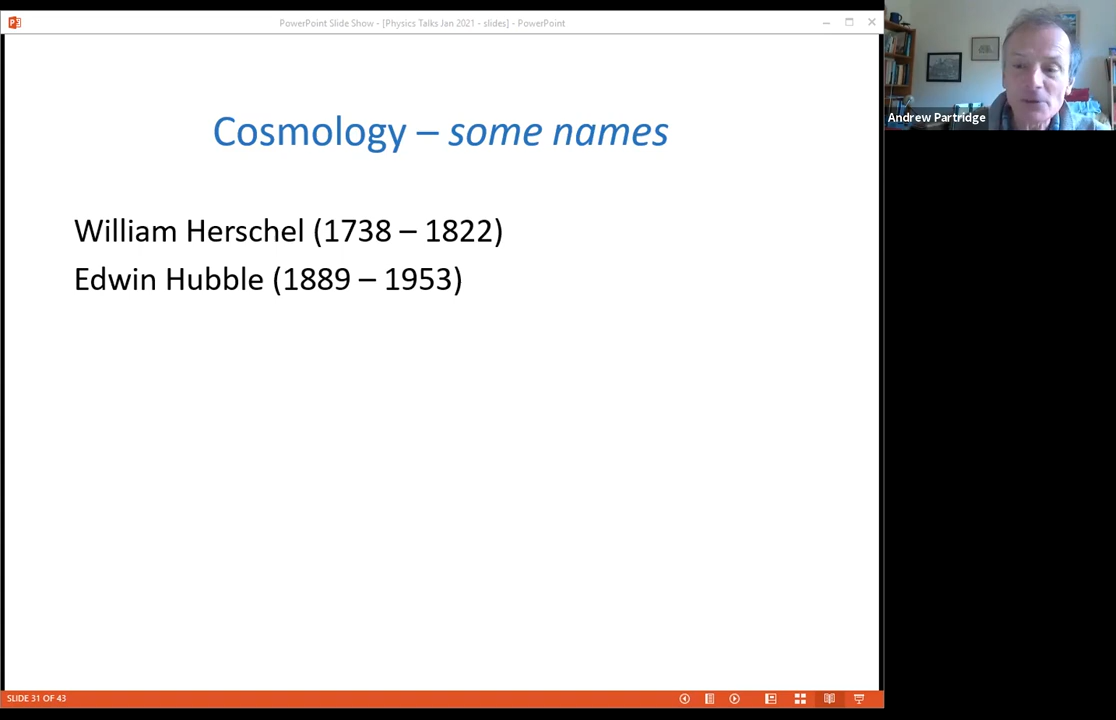 PowerPoint Slide Show - [Physics Talks Jan 2021 - slides] - PowerPoint
Andrew Partridge
Cosmology – some names
William Herschel (1738 – 1822)
Edwin Hubble (1889 – 1953)
SLIDE 31 OF 43